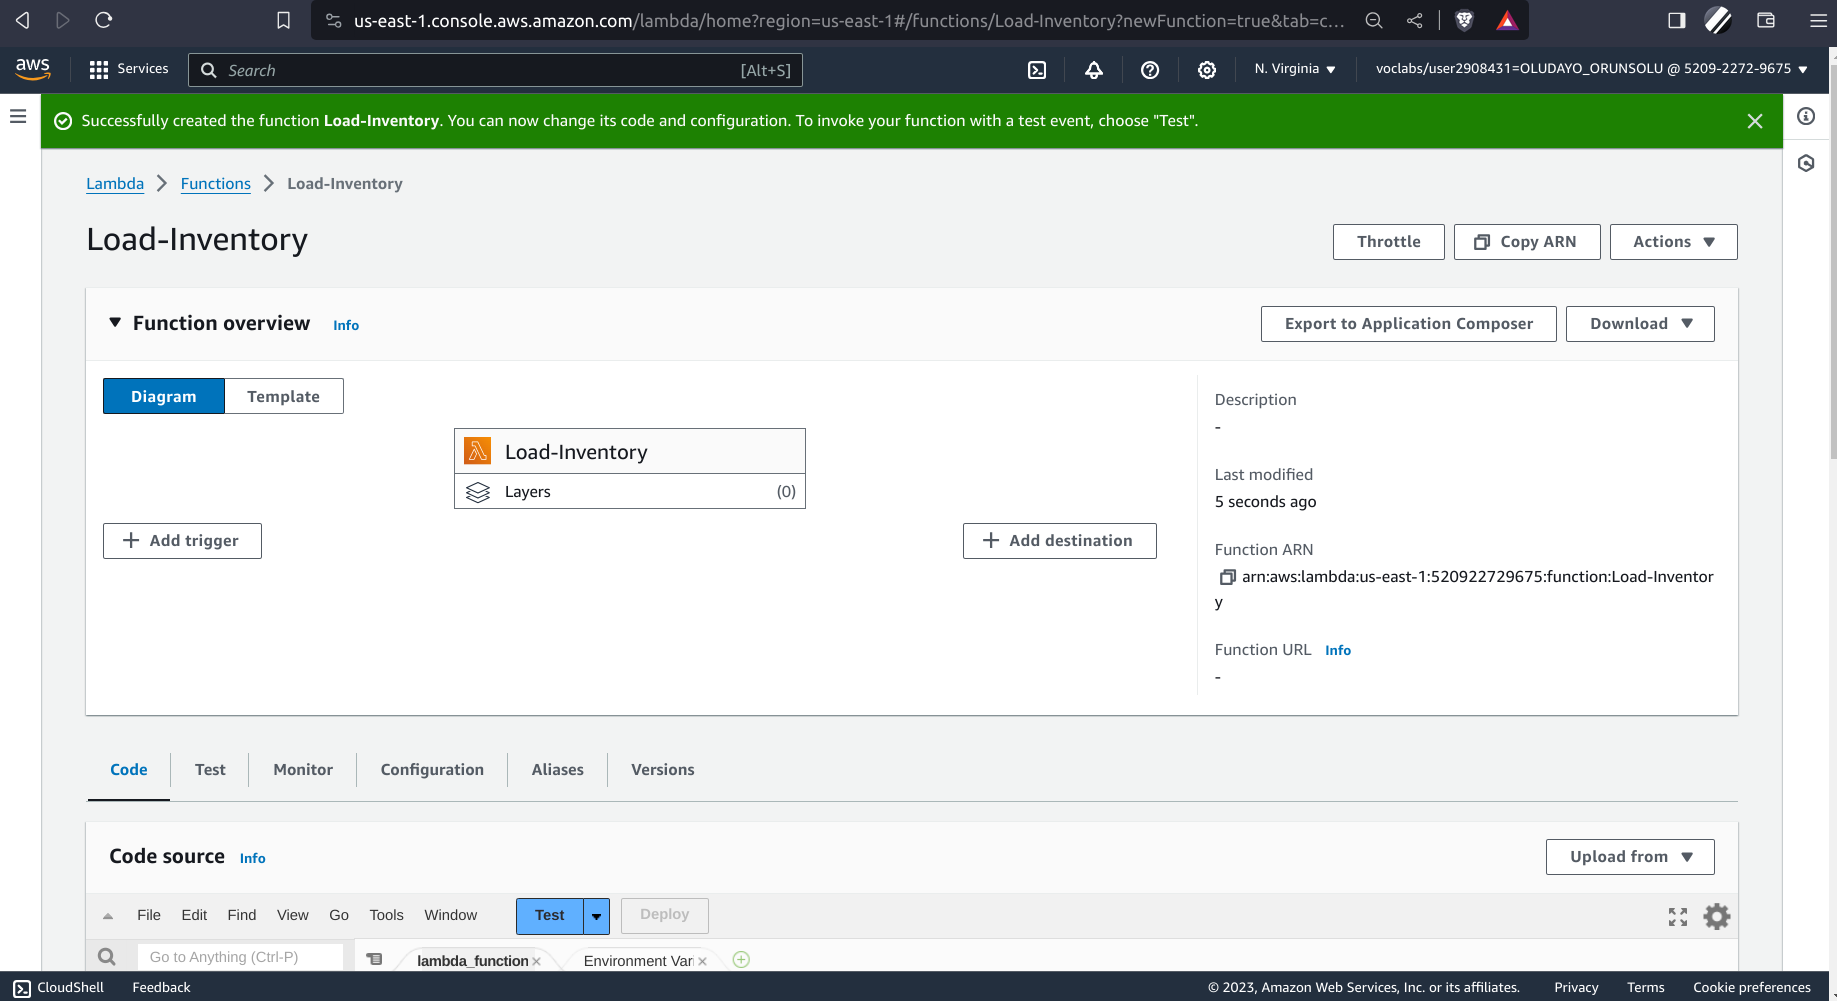 us-east-1.console.aws.amazon.com/lambda/home?region=us-east-1#/functions/Load-Inventory?newFunction=true&tab=c...
aws
Services
Search
[Alt+S]
N. Virginia
voclabs/user2908431=OLUDAYO_ORUNSOLU @ 5209-2272-9675
Successfully created the function Load-Inventory. You can now change its code and configuration. To invoke your function with a test event, choose "Test".
Lambda
Functions
Load-Inventory
Load-Inventory
Throttle
Copy ARN
Actions
Function overview
Info
Export to Application Composer
Download
Diagram
Template
Load-Inventory
Layers
(0)
Add trigger
Add destination
Description
-
Last modified
5 seconds ago
Function ARN
arn:aws:lambda:us-east-1:520922729675:function:Load-Inventor
y
Function URL
Info
-
Code
Test
Monitor
Configuration
Aliases
Versions
Code source
Info
Upload from
File
Edit
Find
View
Go
Tools
Window
Test
Deploy
Go to Anything (Ctrl-P)
lambda_function
Environment Vari
CloudShell
Feedback
© 2023, Amazon Web Services, Inc. or its affiliates.
Privacy
Terms
Cookie preferences